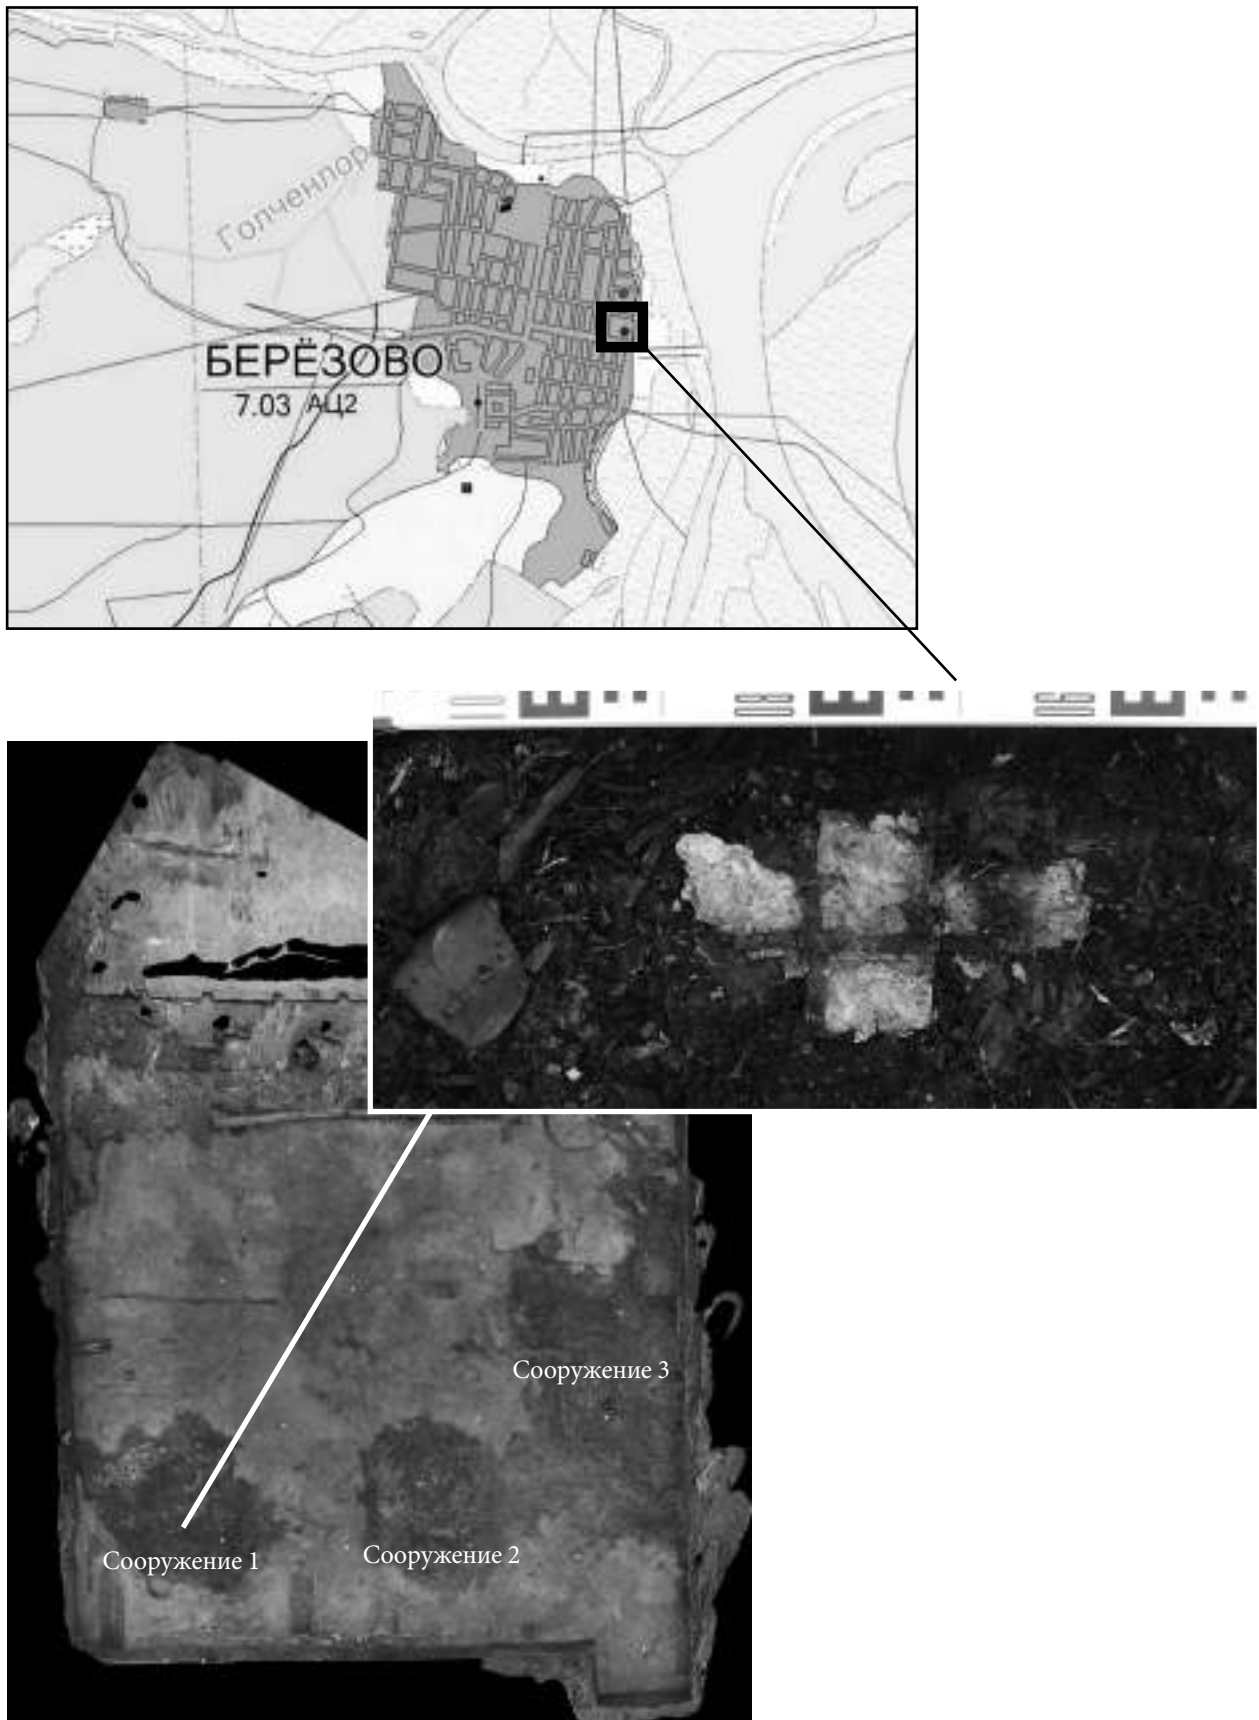 Голченлор
БЕРЁЗОВО
7.03 АЦ2
Сооружение 3
Сооружение 1
Сооружение 2